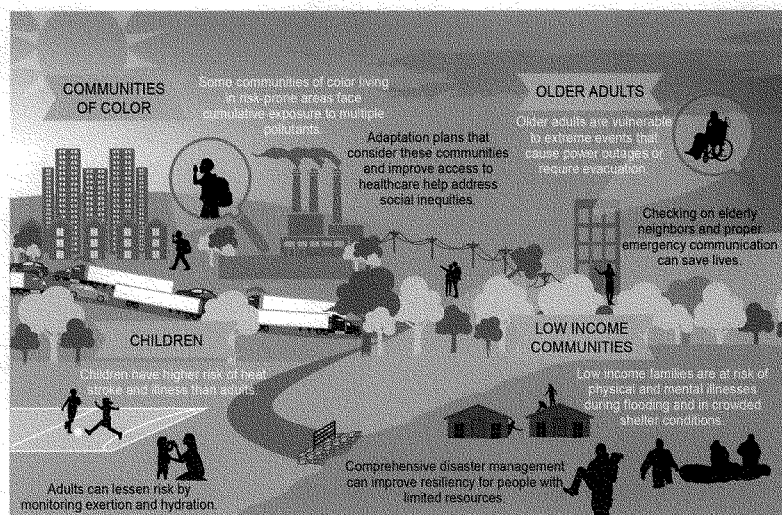 COMMUNITIES
OF COLOR
Some communities of color living
in risk-prone areas face
cumulative exposure to multiple
pollutants.
Adaptation plans that
consider these communities
and improve access to
healthcare help address
social inequities.
OLDER ADULTS
Older adults are vulnerable
to extreme events that
cause power outages or
require evacuation.
Checking on elderly
neighbors and proper
emergency communication
can save lives.
CHILDREN
Children have higher risk of heat
stroke and illness than adults.
Adults can lessen risk by
monitoring exertion and hydration.
LOW INCOME
COMMUNITIES
Low income families are at risk of
physical and mental illnesses
during flooding and in crowded
shelter conditions.
Comprehensive disaster management
can improve resiliency for people with
limited resources.